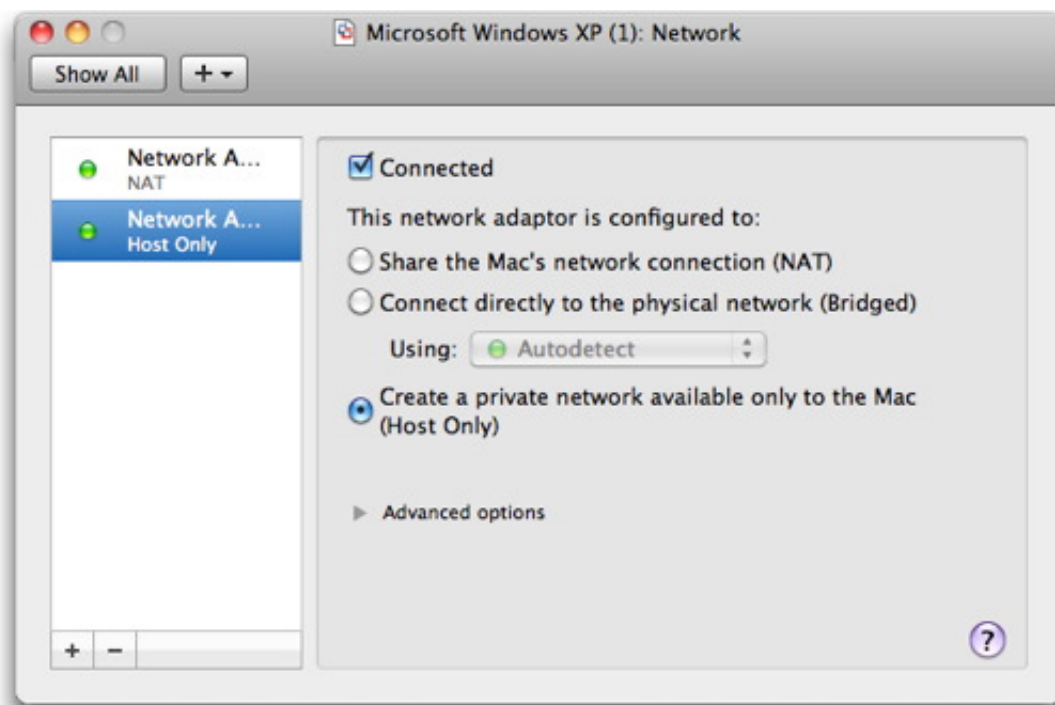 Microsoft Windows XP (1): Network
Show All
+
Network A...
NAT
Network A...
Host Only
Connected
This network adaptor is configured to:
Share the Mac's network connection (NAT)
Connect directly to the physical network (Bridged)
Using: Autodetect
Create a private network available only to the Mac
(Host Only)
Advanced options
+ −
?